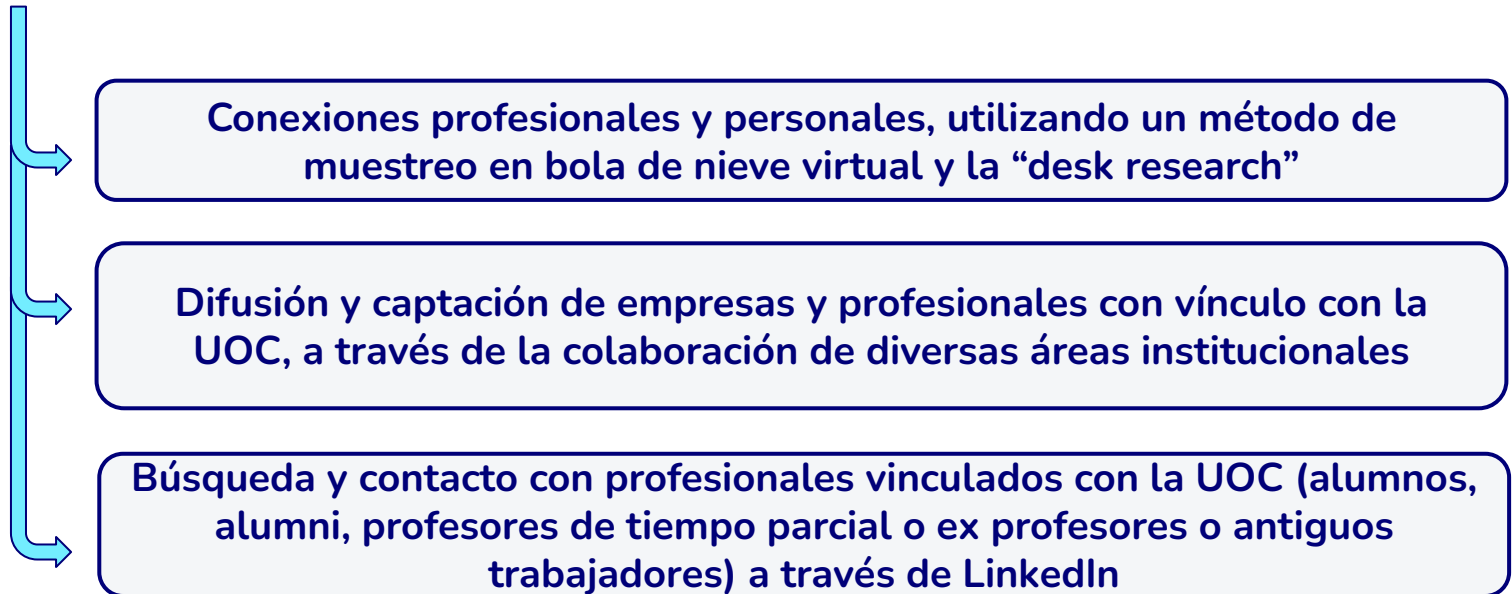 Conexiones profesionales y personales, utilizando un método de
muestreo en bola de nieve virtual y la “desk research”
Difusión y captación de empresas y profesionales con vínculo con la
UOC, a través de la colaboración de diversas áreas institucionales
Búsqueda y contacto con profesionales vinculados con la UOC (alumnos,
alumni, profesores de tiempo parcial o ex profesores o antiguos
trabajadores) a través de LinkedIn